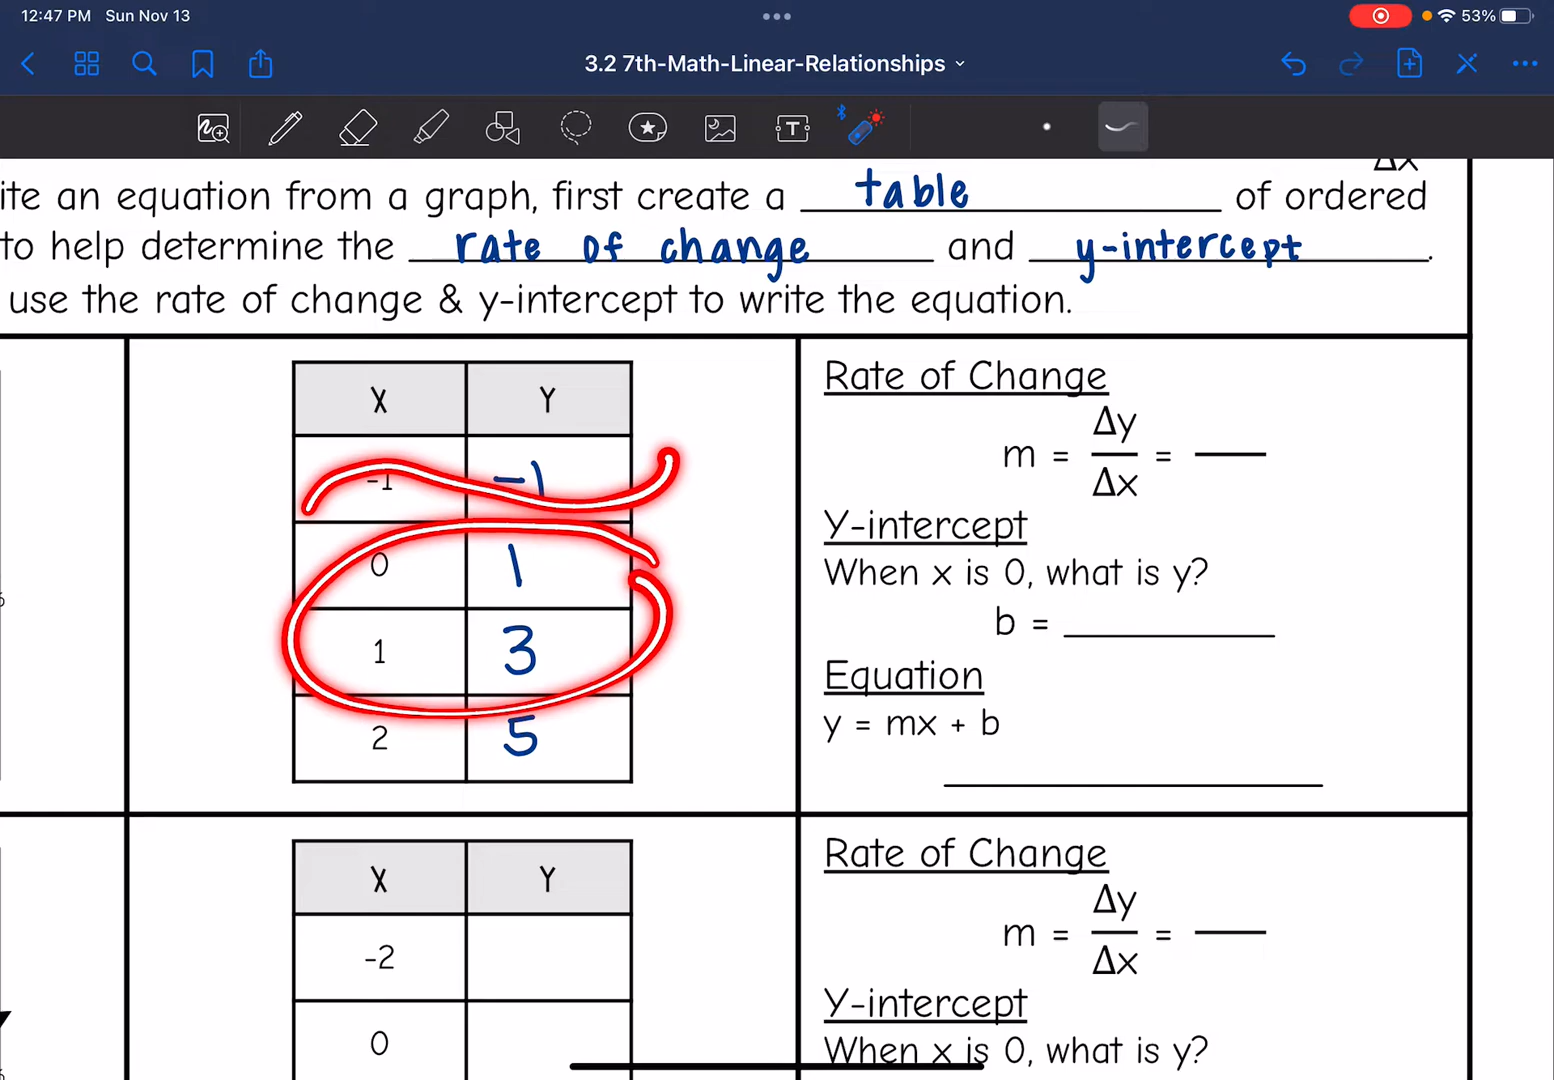 12:47 PM Sun Nov 13
53%
3.2 7th-Math-Linear-Relationships
T
Δx
ite an equation from a graph, first create a table of ordered
to help determine the rate of change and y-intercept.
use the rate of change & y-intercept to write the equation.
X Y
-1 -1
0 1
1 3
2 5
Rate of Change
m = Δy/Δx = ___
Y-intercept
When x is 0, what is y?
b = ___
Equation
y = mx + b
X Y
-2
0
Rate of Change
m = Δy/Δx = ___
Y-intercept
When x is 0, what is y?